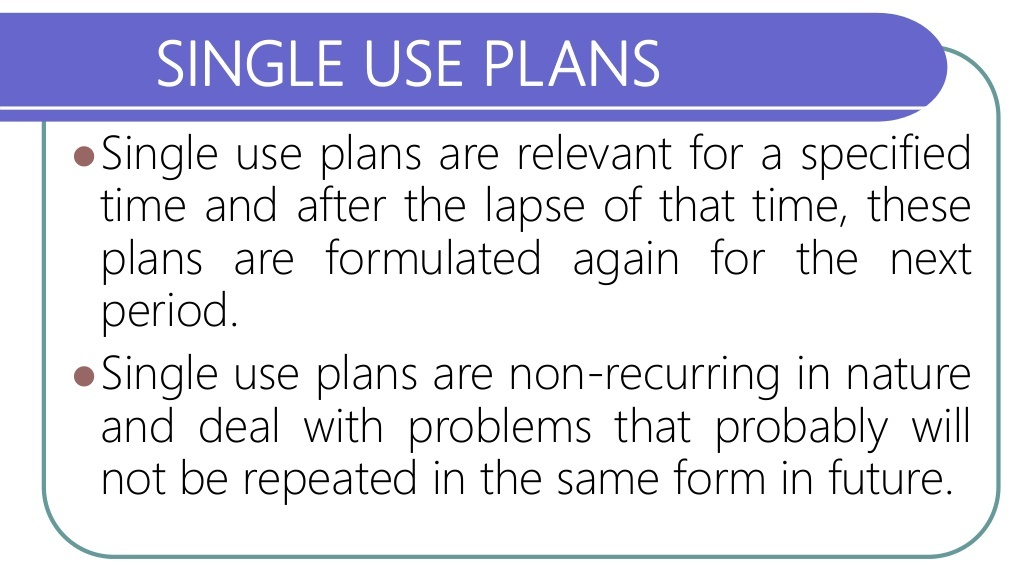 SINGLE USE PLANS
●Single use plans are relevant for a specified
time and after the lapse of that time, these
plans are formulated again for the next
period.
●Single use plans are non-recurring in nature
and deal with problems that probably will
not be repeated in the same form in future.